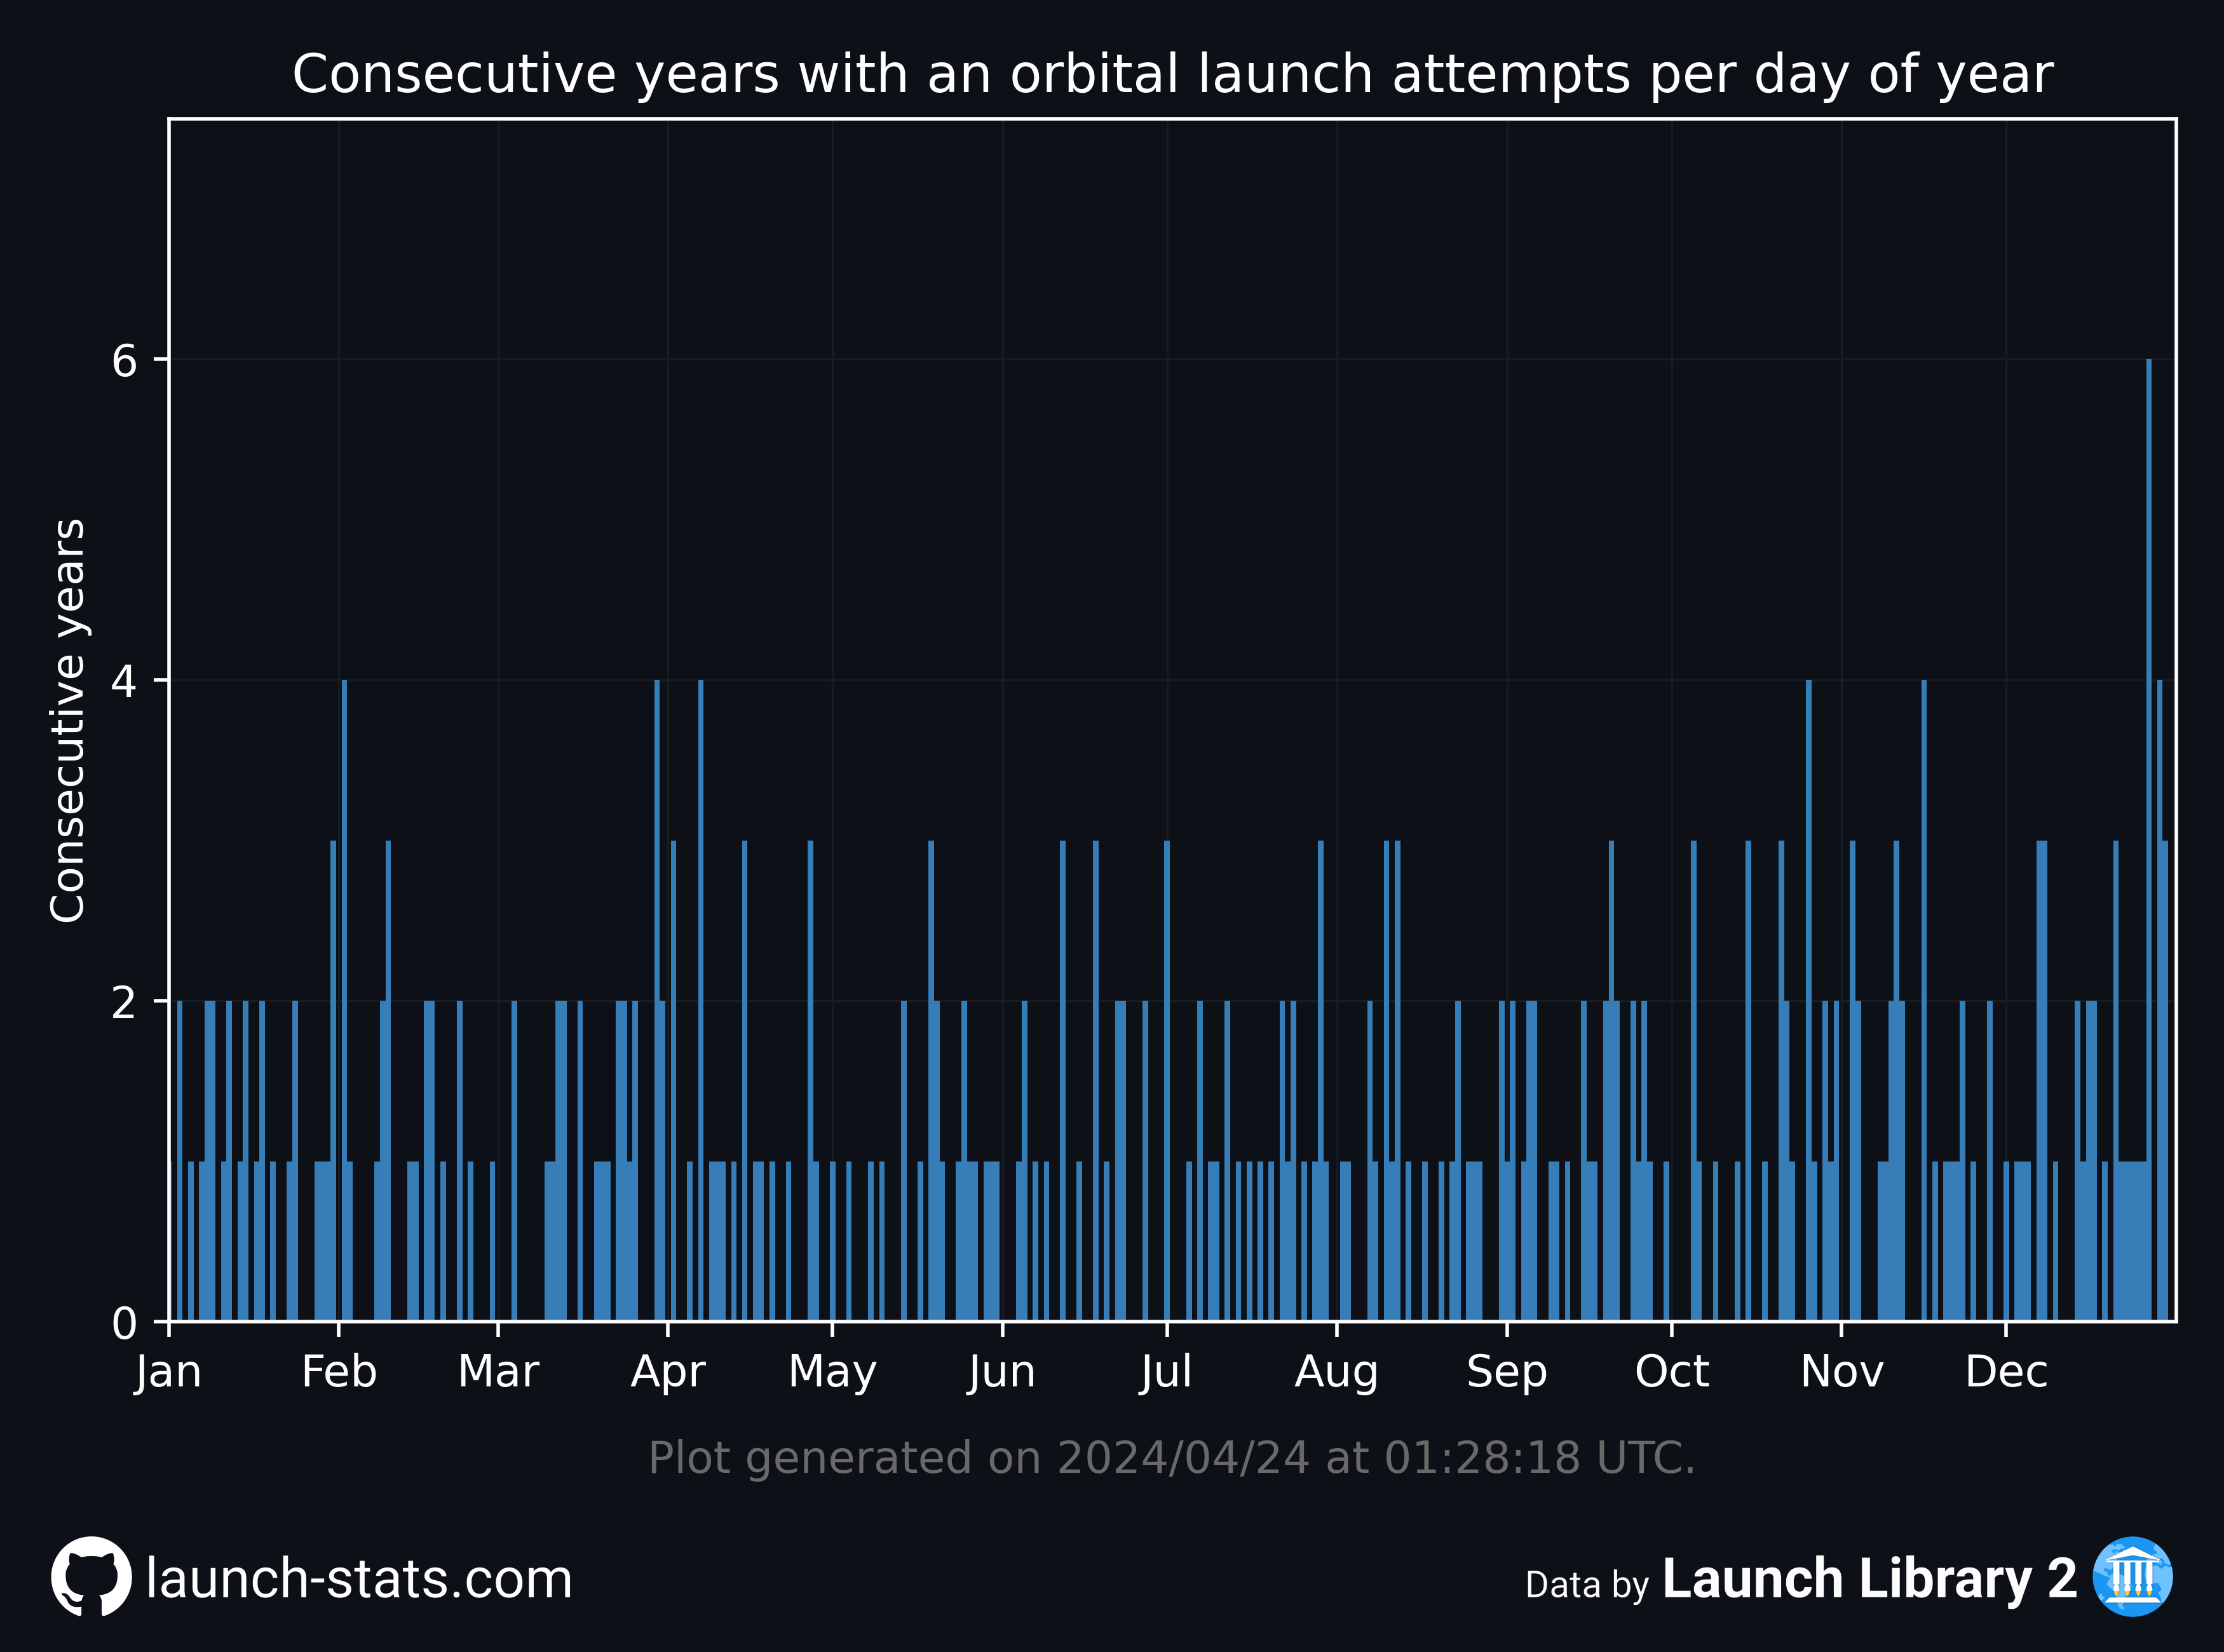 Consecutive years with an orbital launch attempts per day of year
Consecutive years
6
4
2
0
Jan Feb Mar Apr May Jun Jul Aug Sep Oct Nov Dec
Plot generated on 2024/04/24 at 01:28:18 UTC.
launch-stats.com
Data by Launch Library 2